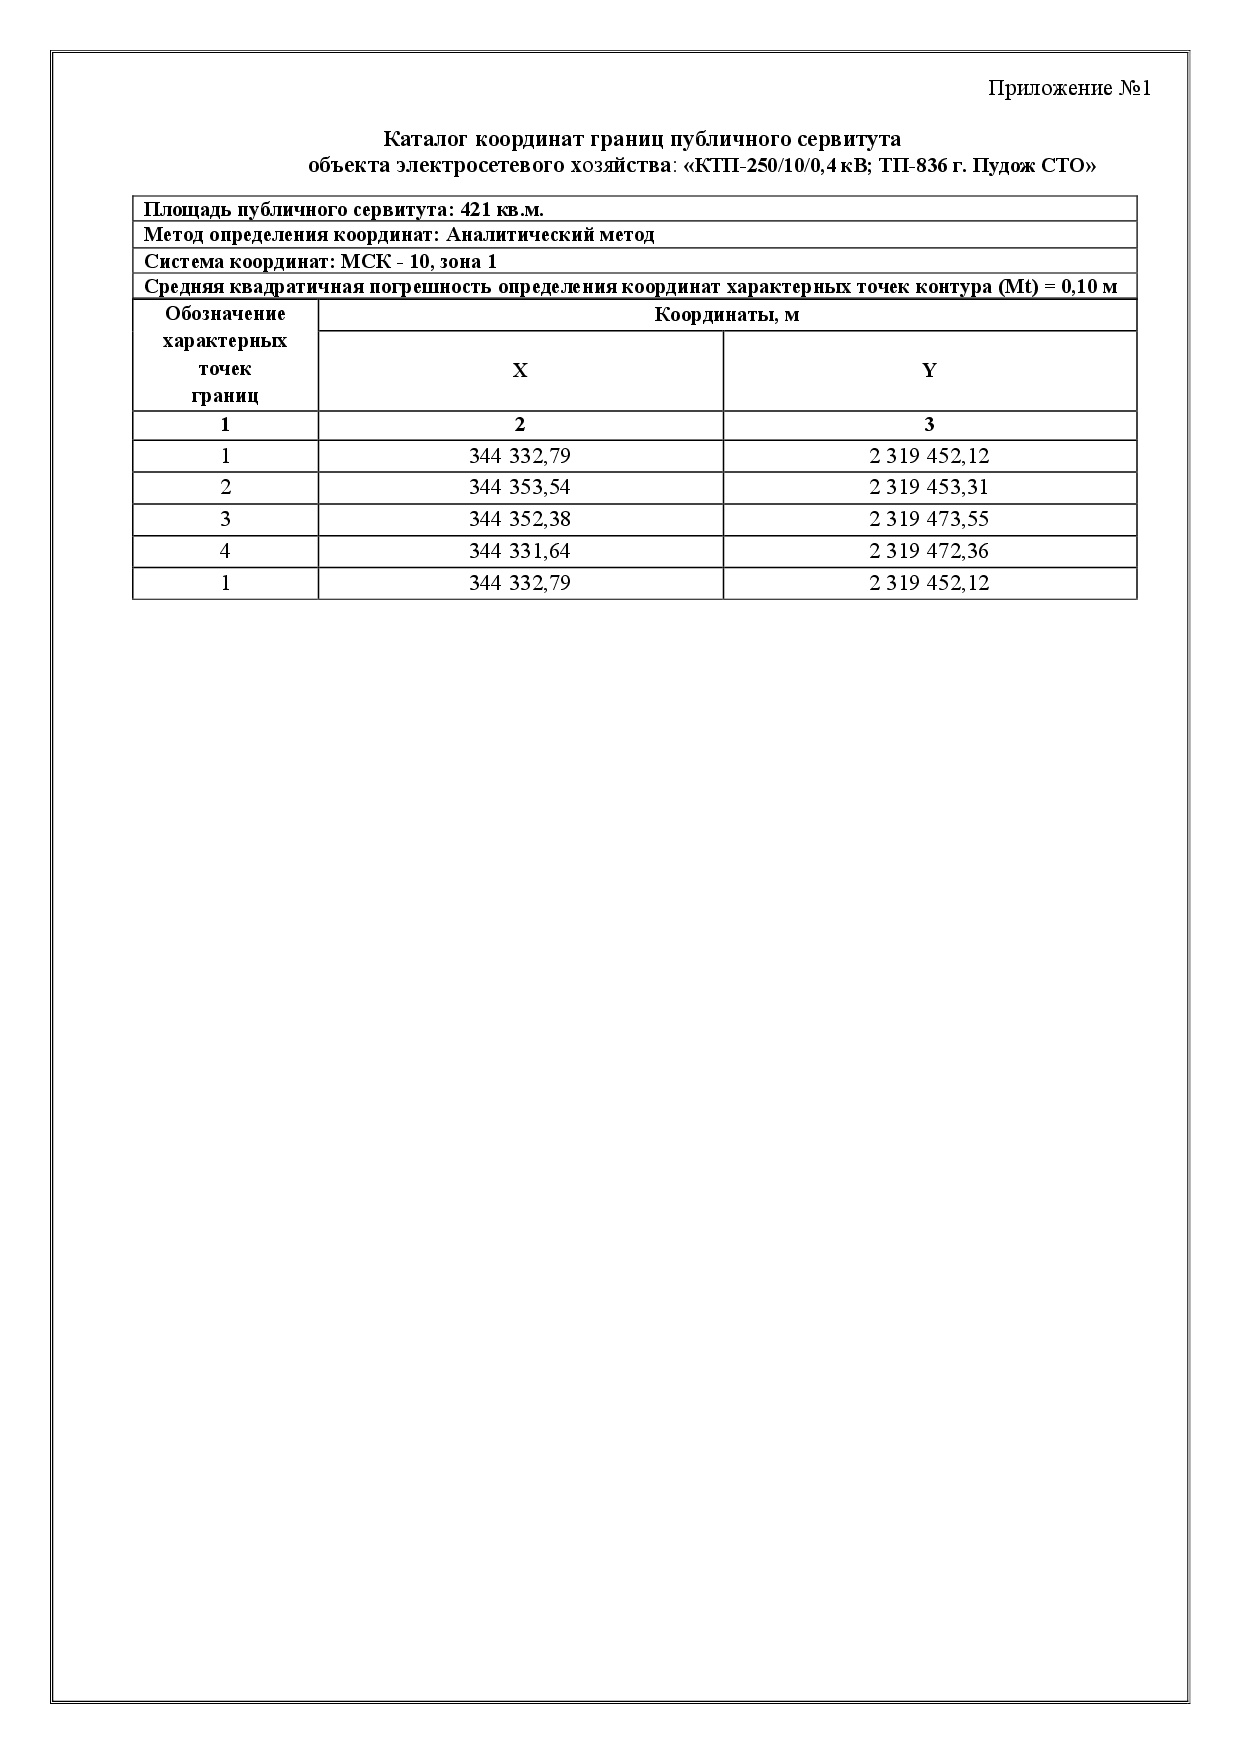 Приложение №1
Каталог координат границ публичного сервитута
объекта электросетевого хозяйства: «КТП-250/10/0,4 кВ; ТП-836 г. Пудож СТО»
Площадь публичного сервитута: 421 кв.м.
Метод определения координат: Аналитический метод
Система координат: МСК - 10, зона 1
Средняя квадратичная погрешность определения координат характерных точек контура (Mt) = 0,10 м
Обозначение
характерных
точек
границ
Координаты, м
X Y
1 2 3
1 344 332,79 2 319 452,12
2 344 353,54 2 319 453,31
3 344 352,38 2 319 473,55
4 344 331,64 2 319 472,36
1 344 332,79 2 319 452,12